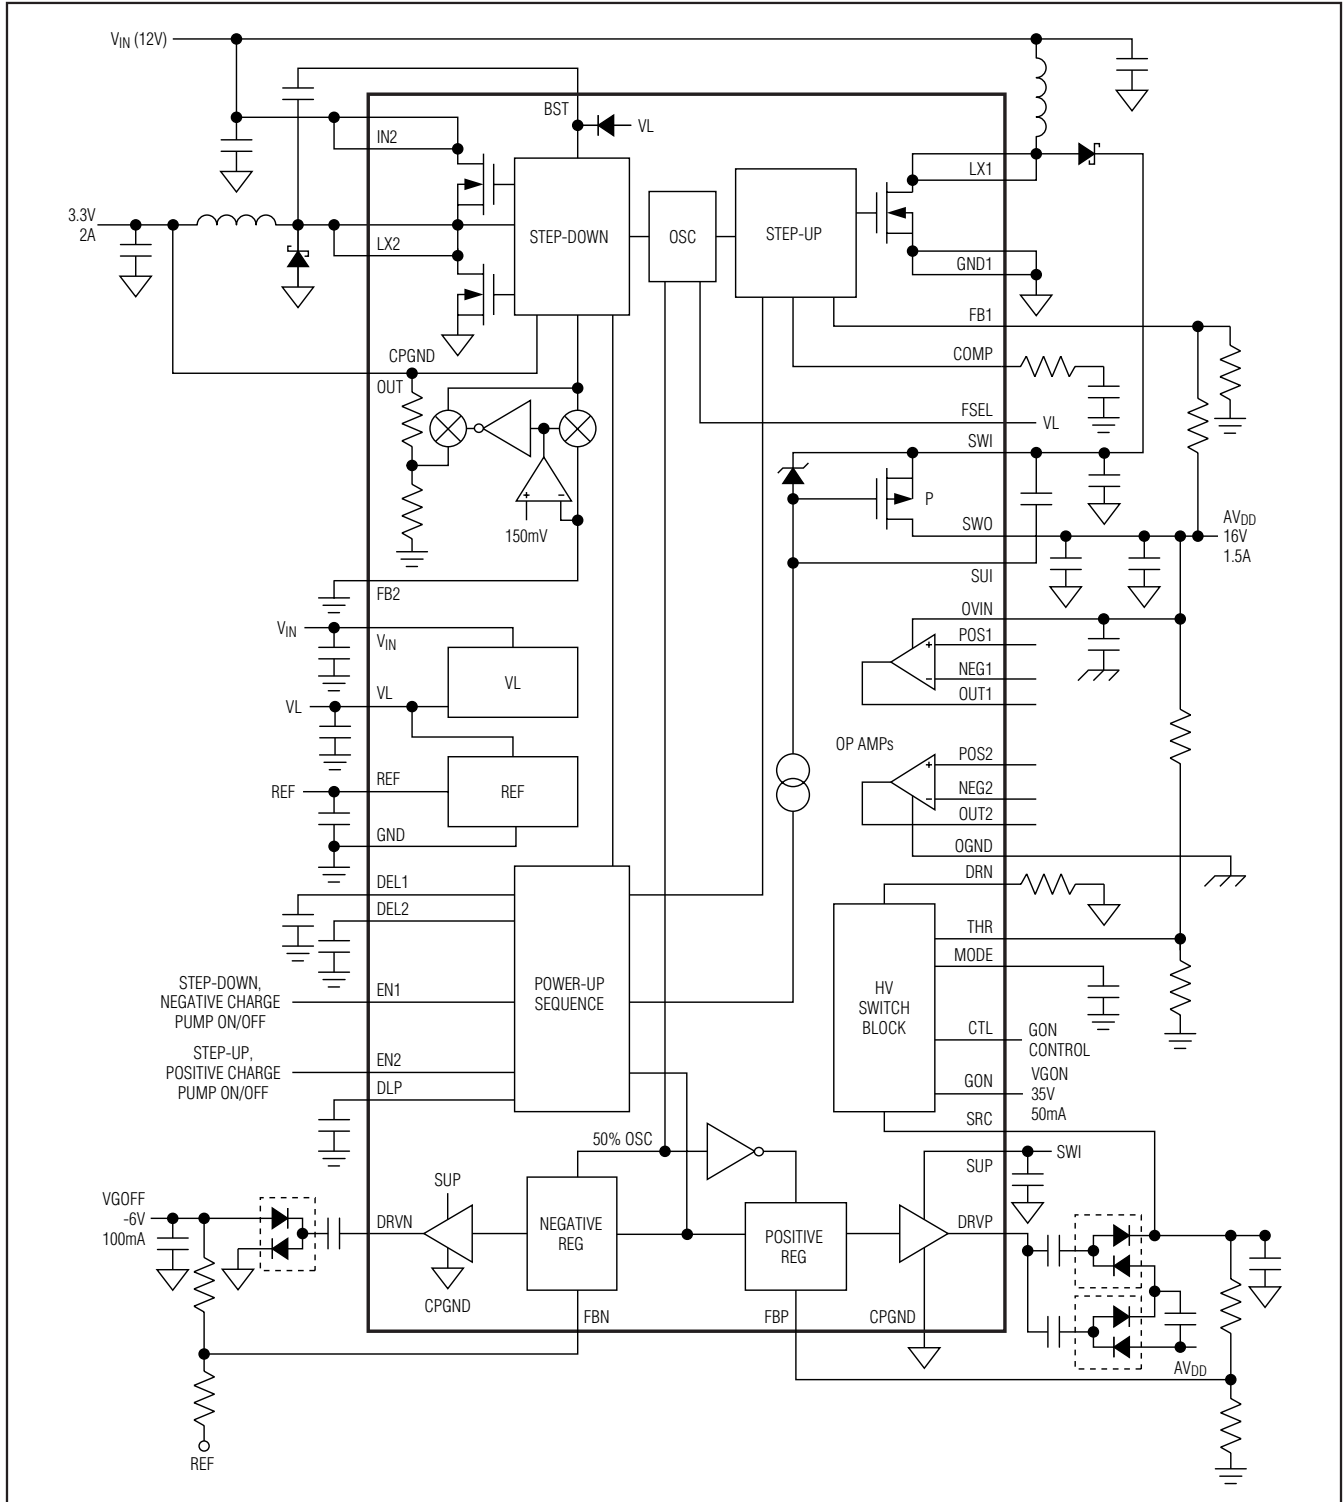 VIN (12V)
BST
VL
IN2
LX1
3.3V
2A
STEP-DOWN
OSC
STEP-UP
LX2
GND1
FB1
CPGND
COMP
OUT
FSEL
VL
SWI
P
+
−
150mV
SWO
AVDD
16V
1.5A
SUI
FB2
OVIN
VIN
VIN
POS1
+
VL
NEG1
−
VL
VL
OUT1
OP AMPs
POS2
+
REF
REF
REF
NEG2
−
OUT2
GND
OGND
DRN
DEL1
DEL2
THR
MODE
STEP-DOWN,
NEGATIVE CHARGE
PUMP ON/OFF
EN1
POWER-UP
SEQUENCE
HV
SWITCH
BLOCK
CTL
GON
CONTROL
STEP-UP,
POSITIVE CHARGE
PUMP ON/OFF
EN2
GON
VGON
35V
50mA
DLP
SRC
50% OSC
SUP
SWI
SUP
VGOFF
-6V
100mA
DRVN
NEGATIVE
REG
POSITIVE
REG
DRVP
CPGND
FBN
FBP
CPGND
AVDD
REF